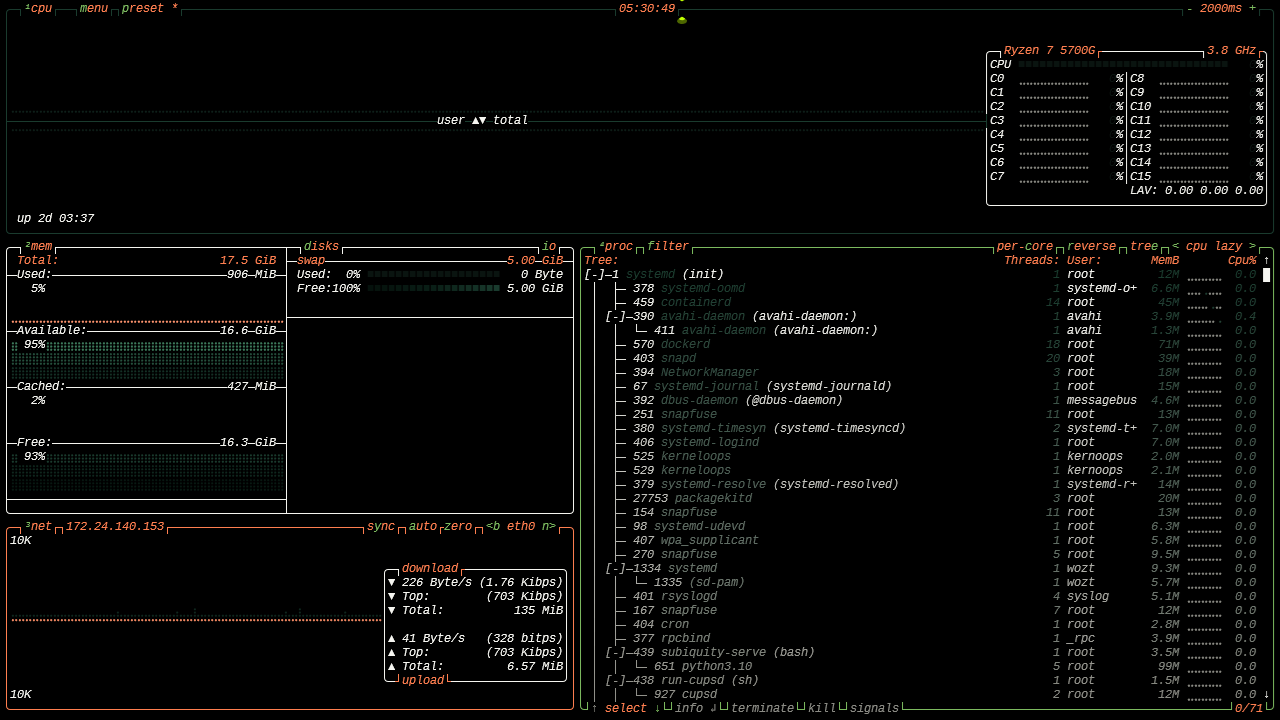 ¹cpu menu preset * 05:30:49 - 2000ms +
Ryzen 7 5700G 3.8 GHz
CPU %
C0 % C8 %
C1 % C9 %
C2 % C10 %
C3 % C11 %
user ▲▼ total
C4 % C12 %
C5 % C13 %
C6 % C14 %
C7 % C15 %
LAV: 0.00 0.00 0.00
up 2d 03:37
²mem
Total: 17.5 GiB
Used: 906 MiB
5%
Available: 16.6 GiB
95%
Cached: 427 MiB
2%
Free: 16.3 GiB
93%
disks io
swap 5.00 GiB
Used: 0% 0 Byte
Free:100% 5.00 GiB
³net 172.24.140.153 sync auto zero <b eth0 n>
10K
download
▼ 226 Byte/s (1.76 Kibps)
▼ Top: (703 Kibps)
▼ Total: 135 MiB
▲ 41 Byte/s (328 bitps)
▲ Top: (703 Kibps)
▲ Total: 6.57 MiB
upload
10K
⁴proc filter per-core reverse tree < cpu lazy >
Tree: Threads: User: MemB Cpu% ↑
[-]─1 systemd (init) 1 root 12M 0.0
├─ 378 systemd-oomd 1 systemd-o+ 6.6M 0.0
├─ 459 containerd 14 root 45M 0.0
[-]─390 avahi-daemon (avahi-daemon:) 1 avahi 3.9M 0.4
└─ 411 avahi-daemon (avahi-daemon:) 1 avahi 1.3M 0.0
├─ 570 dockerd 18 root 71M 0.0
├─ 403 snapd 20 root 39M 0.0
├─ 394 NetworkManager 3 root 18M 0.0
├─ 67 systemd-journal (systemd-journald) 1 root 15M 0.0
├─ 392 dbus-daemon (@dbus-daemon) 1 messagebus 4.6M 0.0
├─ 251 snapfuse 11 root 13M 0.0
├─ 380 systemd-timesyn (systemd-timesyncd) 2 systemd-t+ 7.0M 0.0
├─ 406 systemd-logind 1 root 7.0M 0.0
├─ 525 kerneloops 1 kernoops 2.0M 0.0
├─ 529 kerneloops 1 kernoops 2.1M 0.0
├─ 379 systemd-resolve (systemd-resolved) 1 systemd-r+ 14M 0.0
├─ 27753 packagekitd 3 root 20M 0.0
├─ 154 snapfuse 11 root 13M 0.0
├─ 98 systemd-udevd 1 root 6.3M 0.0
├─ 407 wpa_supplicant 1 root 5.8M 0.0
├─ 270 snapfuse 5 root 9.5M 0.0
[-]─1334 systemd 1 wozt 9.3M 0.0
└─ 1335 (sd-pam) 1 wozt 5.7M 0.0
├─ 401 rsyslogd 4 syslog 5.1M 0.0
├─ 167 snapfuse 7 root 12M 0.0
├─ 404 cron 1 root 2.8M 0.0
├─ 377 rpcbind 1 _rpc 3.9M 0.0
[-]─439 subiquity-serve (bash) 1 root 3.5M 0.0
└─ 651 python3.10 5 root 99M 0.0
[-]─438 run-cupsd (sh) 1 root 1.5M 0.0
└─ 927 cupsd 2 root 12M 0.0 ↓
↑ select ↓ info ↲ terminate kill signals 0/71